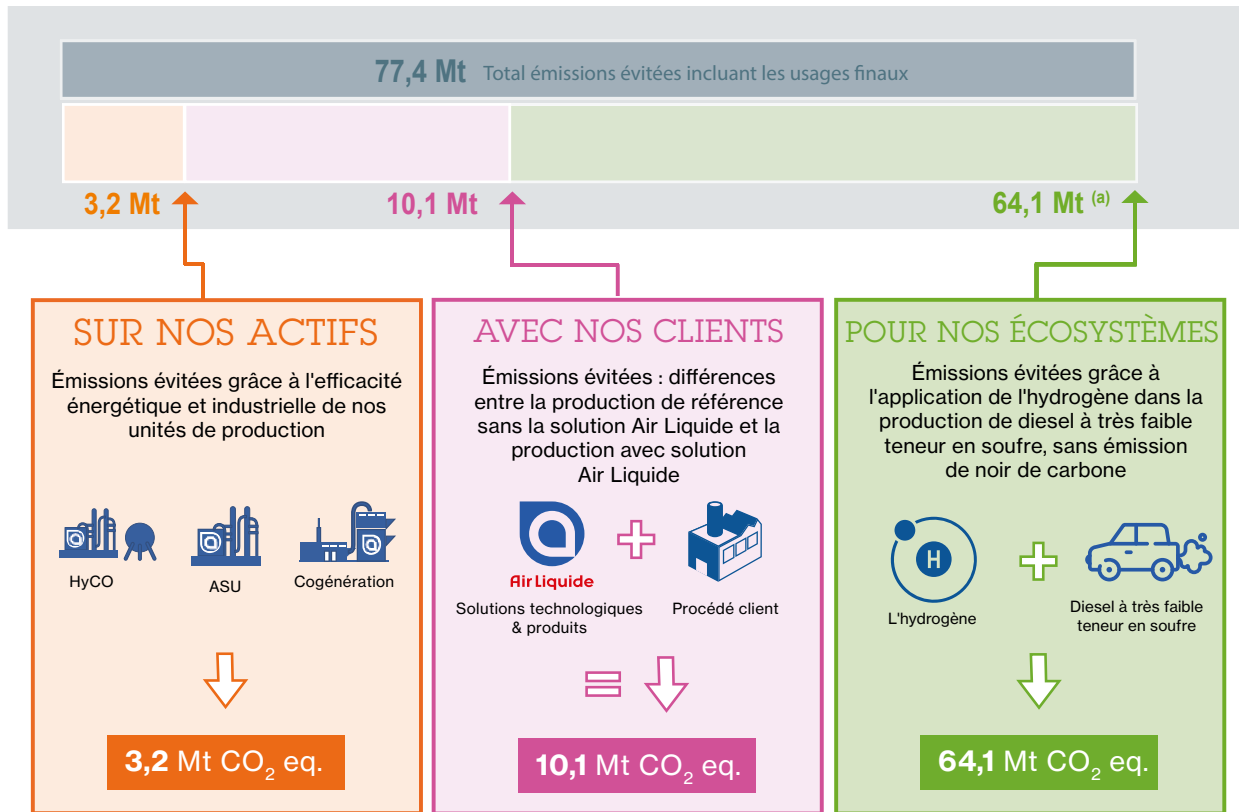 77,4 Mt Total émissions évitées incluant les usages finaux
3,2 Mt
10,1 Mt
64,1 Mt (a)
SUR NOS ACTIFS
Émissions évitées grâce à l'efficacité
énergétique et industrielle de nos
unités de production
HyCO
ASU
Cogénération
3,2 Mt CO2 eq.
AVEC NOS CLIENTS
Émissions évitées : différences
entre la production de référence
sans la solution Air Liquide et la
production avec solution
Air Liquide
Air Liquide
Solutions technologiques
& produits
Procédé client
10,1 Mt CO2 eq.
POUR NOS ÉCOSYSTÈMES
Émissions évitées grâce à
l'application de l'hydrogène dans la
production de diesel à très faible
teneur en soufre, sans émission
de noir de carbone
H
L'hydrogène
Diesel à très faible
teneur en soufre
64,1 Mt CO2 eq.